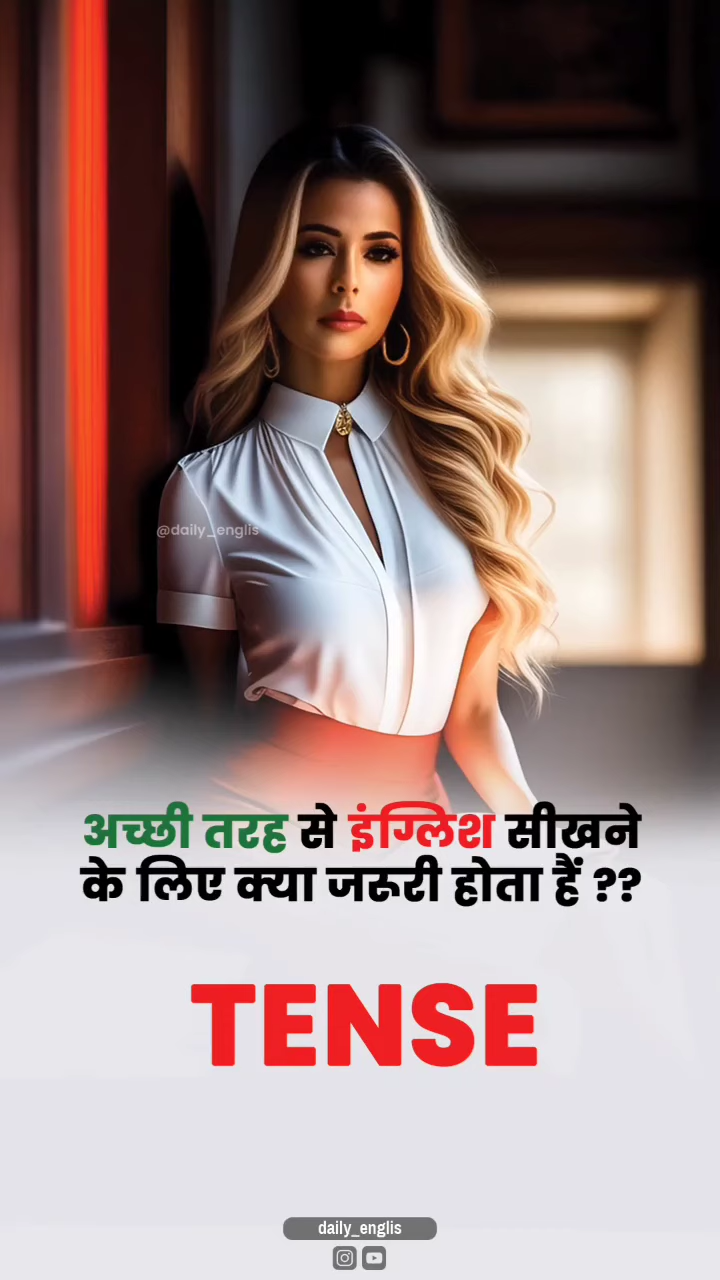 @daily_englis
अच्छी तरह से इंग्लिश सीखने
के लिए क्या जरूरी होता हैं ??
TENSE
daily_englis